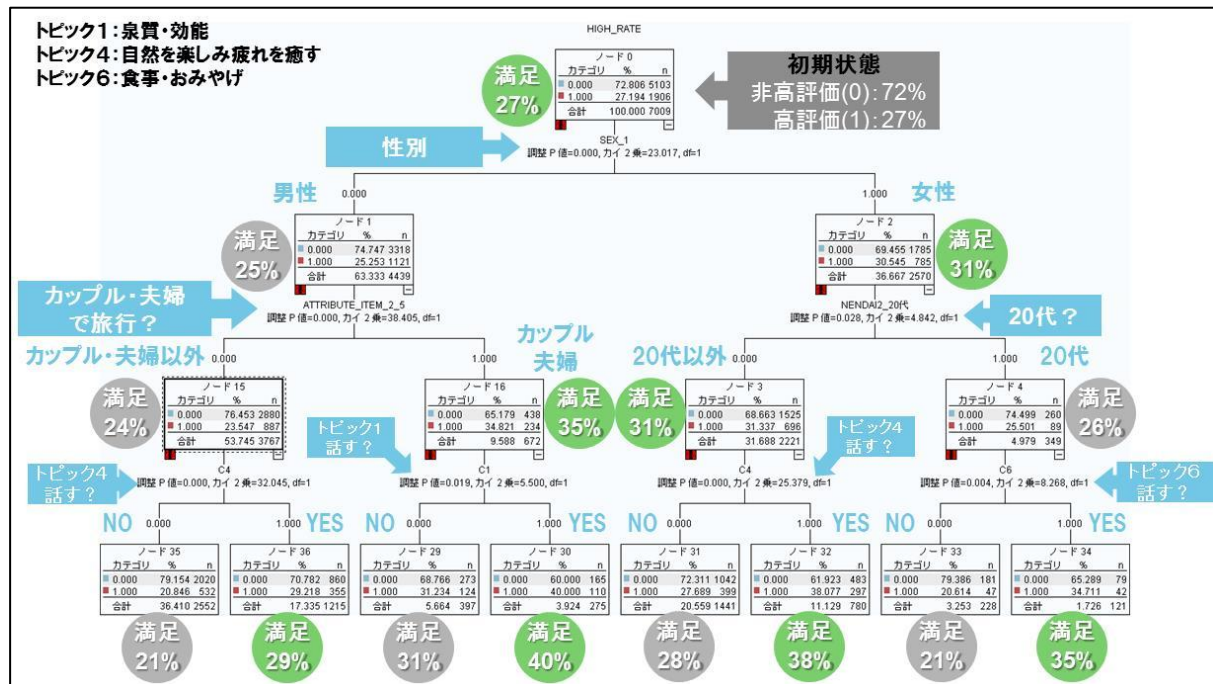 トピック1：泉質・効能
トピック4：自然を楽しみ疲れを癒す
トピック6：食事・おみやげ
HIGH_RATE
ノード 0
カテゴリ % n
0.000 72.806 5103
1.000 27.194 1906
合計 100.000 7009
満足
27%
初期状態
非高評価(0)：72%
高評価(1)：27%
性別
SEX_1
調整 P 値=0.000, カイ 2 乗=23.017, df=1
男性
0.000
1.000
女性
ノード 1
カテゴリ % n
0.000 74.747 3318
1.000 25.253 1121
合計 63.333 4439
満足
25%
ノード 2
カテゴリ % n
0.000 69.455 1785
1.000 30.545 785
合計 36.667 2570
満足
31%
カップル・夫婦
で旅行？
ATTRIBUTE_ITEM_2_5
調整 P 値=0.000, カイ 2 乗=38.405, df=1
NENDAI2_20代
調整 P 値=0.028, カイ 2 乗=4.842, df=1
20代？
カップル・夫婦以外
0.000
1.000
カップル
夫婦
20代以外
0.000
1.000
20代
満足
24%
ノード 15
カテゴリ % n
0.000 76.453 2880
1.000 23.547 887
合計 53.745 3767
ノード 16
カテゴリ % n
0.000 65.179 438
1.000 34.821 234
合計 9.588 672
満足
35%
満足
31%
ノード 3
カテゴリ % n
0.000 68.663 1525
1.000 31.337 696
合計 31.688 2221
ノード 4
カテゴリ % n
0.000 74.499 260
1.000 25.501 89
合計 4.979 349
満足
26%
トピック4
話す？
C4
調整 P 値=0.000, カイ 2 乗=32.045, df=1
トピック1
話す？
C1
調整 P 値=0.019, カイ 2 乗=5.500, df=1
トピック4
話す？
C4
調整 P 値=0.000, カイ 2 乗=25.379, df=1
C6
調整 P 値=0.004, カイ 2 乗=8.268, df=1
トピック6
話す？
NO 0.000
1.000 YES
NO 0.000
1.000 YES
NO 0.000
1.000 YES
NO 0.000
1.000 YES
ノード 35
カテゴリ % n
0.000 79.154 2020
1.000 20.846 532
合計 36.410 2552
ノード 36
カテゴリ % n
0.000 70.782 860
1.000 29.218 355
合計 17.335 1215
ノード 29
カテゴリ % n
0.000 68.766 273
1.000 31.234 124
合計 5.664 397
ノード 30
カテゴリ % n
0.000 60.000 165
1.000 40.000 110
合計 3.924 275
ノード 31
カテゴリ % n
0.000 72.311 1042
1.000 27.689 399
合計 20.559 1441
ノード 32
カテゴリ % n
0.000 61.923 483
1.000 38.077 297
合計 11.129 780
ノード 33
カテゴリ % n
0.000 79.386 181
1.000 20.614 47
合計 3.253 228
ノード 34
カテゴリ % n
0.000 65.289 79
1.000 34.711 42
合計 1.726 121
満足
21%
満足
29%
満足
31%
満足
40%
満足
28%
満足
38%
満足
21%
満足
35%